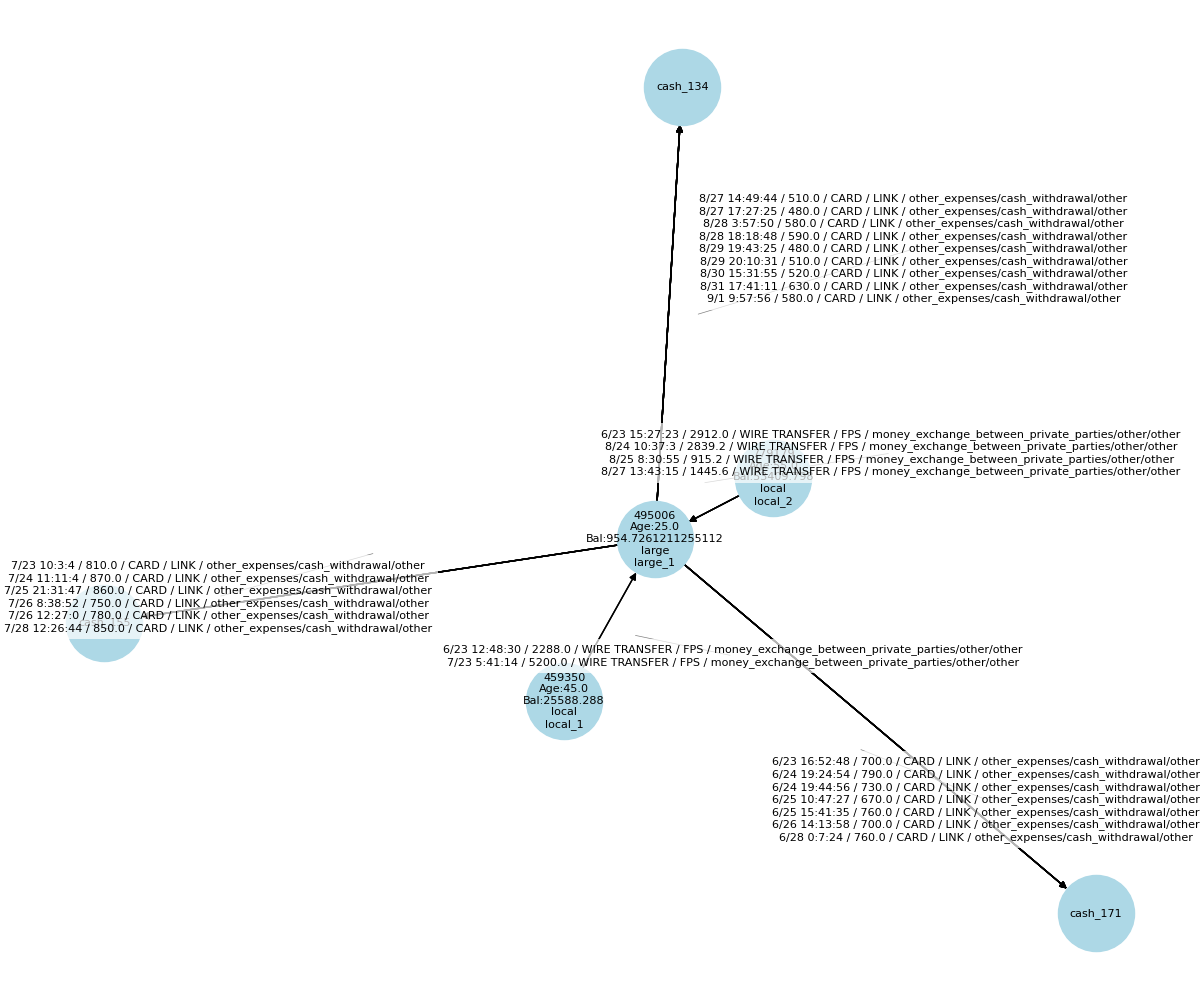 cash_134
8/27 14:49:44 / 510.0 / CARD / LINK / other_expenses/cash_withdrawal/other
8/27 17:27:25 / 480.0 / CARD / LINK / other_expenses/cash_withdrawal/other
8/28 3:57:50 / 580.0 / CARD / LINK / other_expenses/cash_withdrawal/other
8/28 18:18:48 / 590.0 / CARD / LINK / other_expenses/cash_withdrawal/other
8/29 19:43:25 / 480.0 / CARD / LINK / other_expenses/cash_withdrawal/other
8/29 20:10:31 / 510.0 / CARD / LINK / other_expenses/cash_withdrawal/other
8/30 15:31:55 / 520.0 / CARD / LINK / other_expenses/cash_withdrawal/other
8/31 17:41:11 / 630.0 / CARD / LINK / other_expenses/cash_withdrawal/other
9/1 9:57:56 / 580.0 / CARD / LINK / other_expenses/cash_withdrawal/other
6/23 15:27:23 / 2912.0 / WIRE TRANSFER / FPS / money_exchange_between_private_parties/other/other
8/24 10:37:3 / 2839.2 / WIRE TRANSFER / FPS / money_exchange_between_private_parties/other/other
8/25 8:30:55 / 915.2 / WIRE TRANSFER / FPS / money_exchange_between_private_parties/other/other
8/27 13:43:15 / 1445.6 / WIRE TRANSFER / FPS / money_exchange_between_private_parties/other/other
Bal:33409.798
local
local_2
495006
Age:25.0
Bal:954.7261211255112
large
large_1
7/23 10:3:4 / 810.0 / CARD / LINK / other_expenses/cash_withdrawal/other
7/24 11:11:4 / 870.0 / CARD / LINK / other_expenses/cash_withdrawal/other
7/25 21:31:47 / 860.0 / CARD / LINK / other_expenses/cash_withdrawal/other
7/26 8:38:52 / 750.0 / CARD / LINK / other_expenses/cash_withdrawal/other
7/26 12:27:0 / 780.0 / CARD / LINK / other_expenses/cash_withdrawal/other
7/28 12:26:44 / 850.0 / CARD / LINK / other_expenses/cash_withdrawal/other
6/23 12:48:30 / 2288.0 / WIRE TRANSFER / FPS / money_exchange_between_private_parties/other/other
7/23 5:41:14 / 5200.0 / WIRE TRANSFER / FPS / money_exchange_between_private_parties/other/other
459350
Age:45.0
Bal:25588.288
local
local_1
6/23 16:52:48 / 700.0 / CARD / LINK / other_expenses/cash_withdrawal/other
6/24 19:24:54 / 790.0 / CARD / LINK / other_expenses/cash_withdrawal/other
6/24 19:44:56 / 730.0 / CARD / LINK / other_expenses/cash_withdrawal/other
6/25 10:47:27 / 670.0 / CARD / LINK / other_expenses/cash_withdrawal/other
6/25 15:41:35 / 760.0 / CARD / LINK / other_expenses/cash_withdrawal/other
6/26 14:13:58 / 700.0 / CARD / LINK / other_expenses/cash_withdrawal/other
6/28 0:7:24 / 760.0 / CARD / LINK / other_expenses/cash_withdrawal/other
cash_171